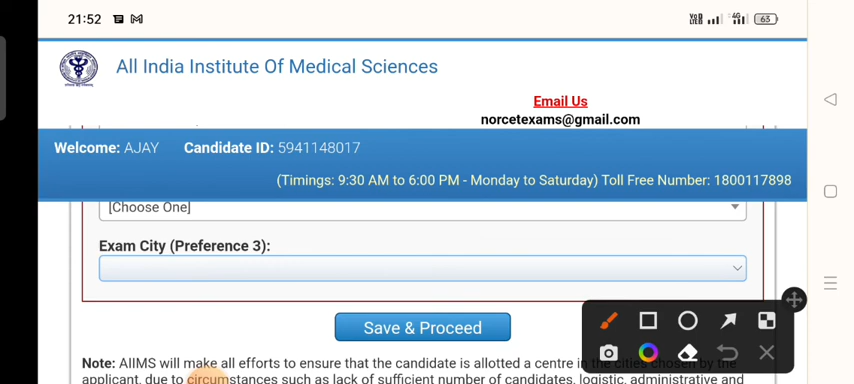 21:52
4G
63
All India Institute Of Medical Sciences
Email Us
norcetexams@gmail.com
Welcome: AJAY Candidate ID: 5941148017
(Timings: 9:30 AM to 6:00 PM - Monday to Saturday) Toll Free Number: 1800117898
[Choose One]
Exam City (Preference 3):
Save & Proceed
Note: AIIMS will make all efforts to ensure that the candidate is allotted a centre in the cities chosen by the
applicant, due to circumstances such as lack of sufficient number of candidates, logistic, administrative and